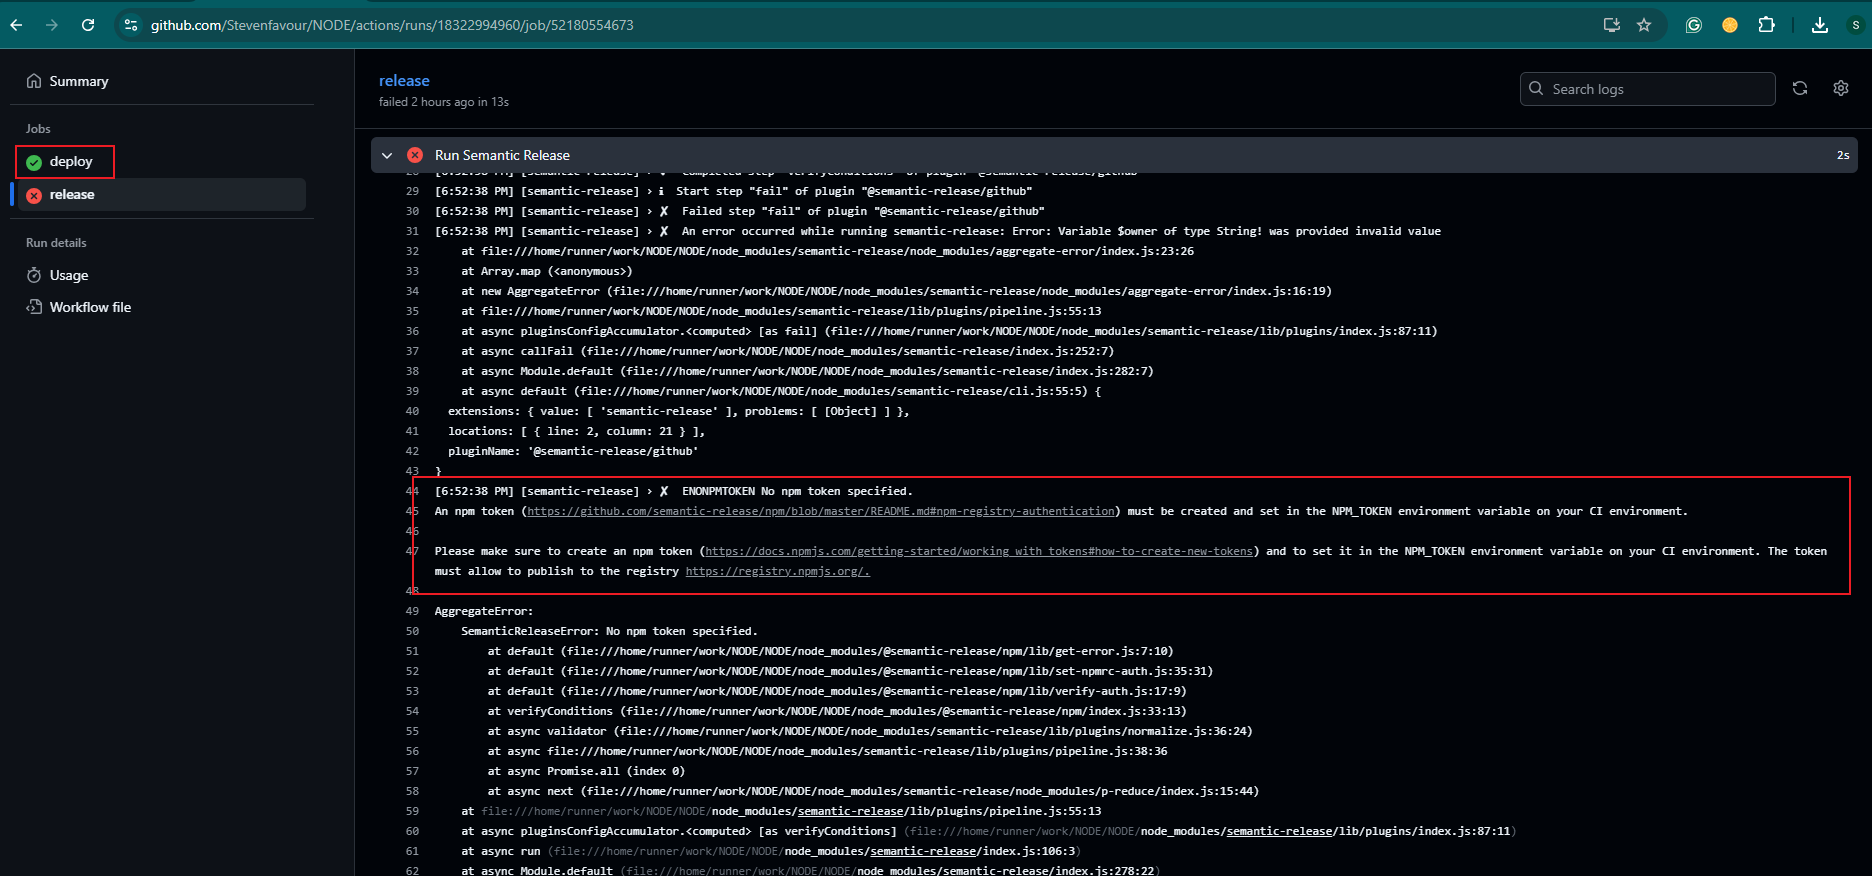 github.com/Stevenfavour/NODE/actions/runs/18322994960/job/52180554673
S
Summary
Jobs
deploy
release
Run details
Usage
Workflow file
release
failed 2 hours ago in 13s
Search logs
Run Semantic Release
2s
28 [6:52:38 PM] [semantic-release] › Completed step "verifyConditions" of plugin "@semantic-release/github"
29 [6:52:38 PM] [semantic-release] › ℹ Start step "fail" of plugin "@semantic-release/github"
30 [6:52:38 PM] [semantic-release] › ✘ Failed step "fail" of plugin "@semantic-release/github"
31 [6:52:38 PM] [semantic-release] › ✘ An error occurred while running semantic-release: Error: Variable $owner of type String! was provided invalid value
32 at file:///home/runner/work/NODE/NODE/node_modules/semantic-release/node_modules/aggregate-error/index.js:23:26
33 at Array.map (<anonymous>)
34 at new AggregateError (file:///home/runner/work/NODE/NODE/node_modules/semantic-release/node_modules/aggregate-error/index.js:16:19)
35 at file:///home/runner/work/NODE/NODE/node_modules/semantic-release/lib/plugins/pipeline.js:55:13
36 at async pluginsConfigAccumulator.<computed> [as fail] (file:///home/runner/work/NODE/NODE/node_modules/semantic-release/lib/plugins/index.js:87:11)
37 at async callFail (file:///home/runner/work/NODE/NODE/node_modules/semantic-release/index.js:252:7)
38 at async Module.default (file:///home/runner/work/NODE/NODE/node_modules/semantic-release/index.js:282:7)
39 at async default (file:///home/runner/work/NODE/NODE/node_modules/semantic-release/cli.js:55:5) {
40 extensions: { value: [ 'semantic-release' ], problems: [ [Object] ] },
41 locations: [ { line: 2, column: 21 } ],
42 pluginName: '@semantic-release/github'
43 }
44 [6:52:38 PM] [semantic-release] › ✘ ENONPMTOKEN No npm token specified.
45 An npm token (https://github.com/semantic-release/npm/blob/master/README.md#npm-registry-authentication) must be created and set in the NPM_TOKEN environment variable on your CI environment.
46
47 Please make sure to create an npm token (https://docs.npmjs.com/getting-started/working_with_tokens#how-to-create-new-tokens) and to set it in the NPM_TOKEN environment variable on your CI environment. The token
must allow to publish to the registry https://registry.npmjs.org/.
48
49 AggregateError:
50 SemanticReleaseError: No npm token specified.
51 at default (file:///home/runner/work/NODE/NODE/node_modules/@semantic-release/npm/lib/get-error.js:7:10)
52 at default (file:///home/runner/work/NODE/NODE/node_modules/@semantic-release/npm/lib/set-npmrc-auth.js:35:31)
53 at default (file:///home/runner/work/NODE/NODE/node_modules/@semantic-release/npm/lib/verify-auth.js:17:9)
54 at verifyConditions (file:///home/runner/work/NODE/NODE/node_modules/@semantic-release/npm/index.js:33:13)
55 at async validator (file:///home/runner/work/NODE/NODE/node_modules/semantic-release/lib/plugins/normalize.js:36:24)
56 at async file:///home/runner/work/NODE/NODE/node_modules/semantic-release/lib/plugins/pipeline.js:38:36
57 at async Promise.all (index 0)
58 at async next (file:///home/runner/work/NODE/NODE/node_modules/semantic-release/node_modules/p-reduce/index.js:15:44)
59 at file:///home/runner/work/NODE/NODE/node_modules/semantic-release/lib/plugins/pipeline.js:55:13
60 at async pluginsConfigAccumulator.<computed> [as verifyConditions] (file:///home/runner/work/NODE/NODE/node_modules/semantic-release/lib/plugins/index.js:87:11)
61 at async run (file:///home/runner/work/NODE/NODE/node_modules/semantic-release/index.js:106:3)
62 at async Module.default (file:///home/runner/work/NODE/NODE/node_modules/semantic-release/index.js:278:22)